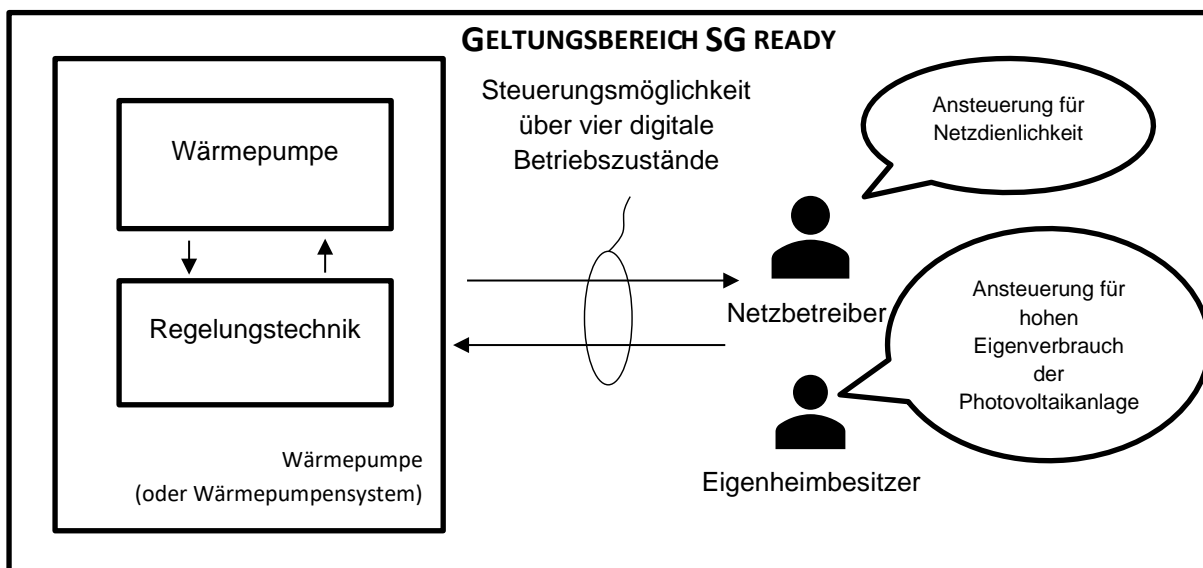 GELTUNGSBEREICH SG READY
Wärmepumpe
Regelungstechnik
Wärmepumpe
(oder Wärmepumpensystem)
Steuerungsmöglichkeit
über vier digitale
Betriebszustände
Ansteuerung für
Netzdienlichkeit
Netzbetreiber
Ansteuerung für
hohen
Eigenverbrauch
der
Photovoltaikanlage
Eigenheimbesitzer